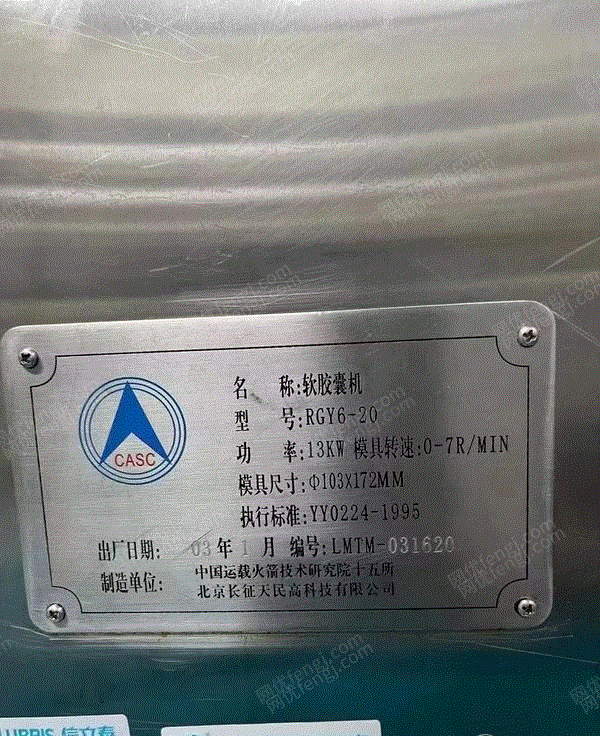 CASC
名 称:软胶囊机
型 号:RGY6-20
功 率:13KW 模具转速:0-7R/MIN
模具尺寸:Φ103X172MM
执行标准:YY0224-1995
出厂日期: 03年 1月 编号:LMTM-031620
制造单位: 中国运载火箭技术研究院十五所
北京长征天民高科技有限公司